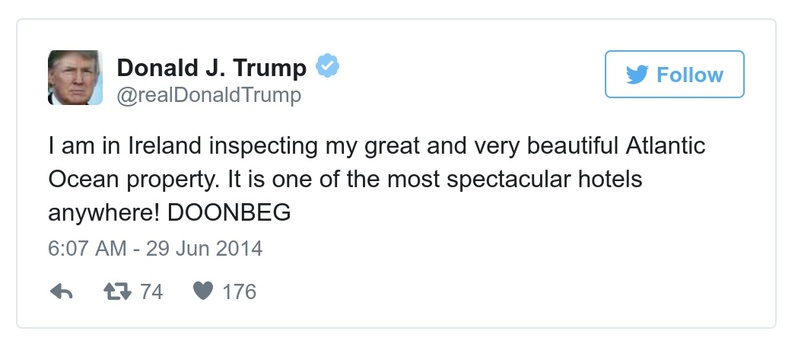 Donald J. Trump
@realDonaldTrump
Follow
I am in Ireland inspecting my great and very beautiful Atlantic
Ocean property. It is one of the most spectacular hotels
anywhere! DOONBEG
6:07 AM - 29 Jun 2014
74 176